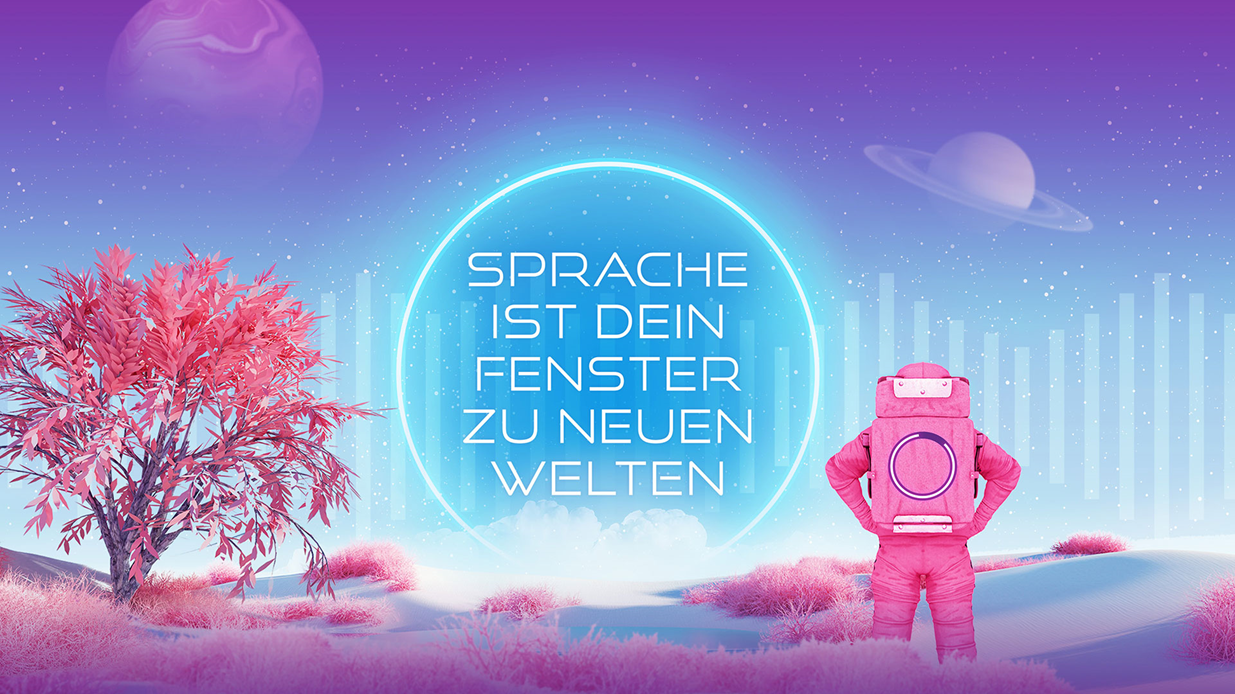 SPRACHE
IST DEIN
FENSTER
ZU NEUEN
WELTEN